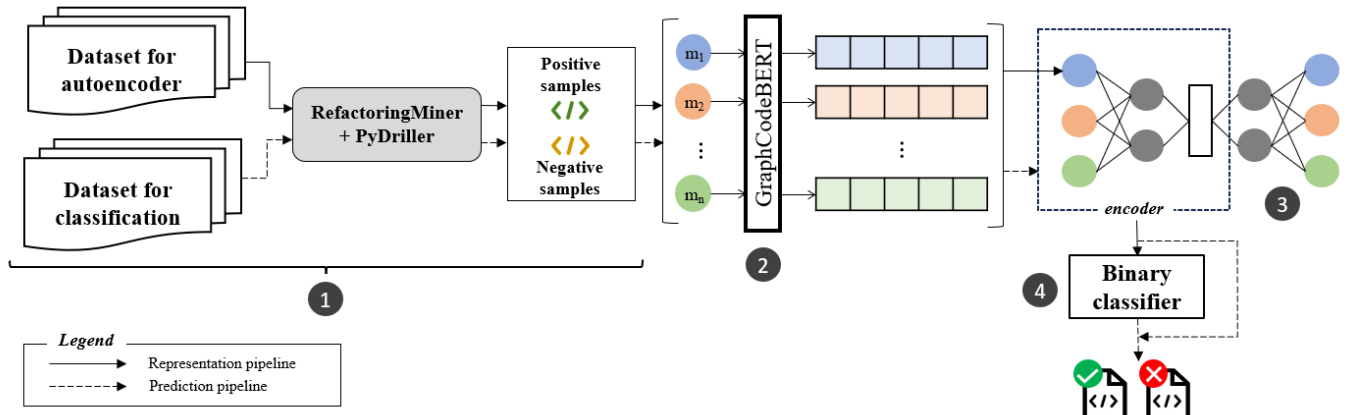 Dataset for
autoencoder
Dataset for
classification
RefactoringMiner
+ PyDriller
Positive
samples
</>
</>
Negative
samples
m1
m2
⋮
mn
GraphCodeBERT
⋮
encoder
Binary
classifier
1
2
3
4
Legend
Representation pipeline
Prediction pipeline
</>
</>